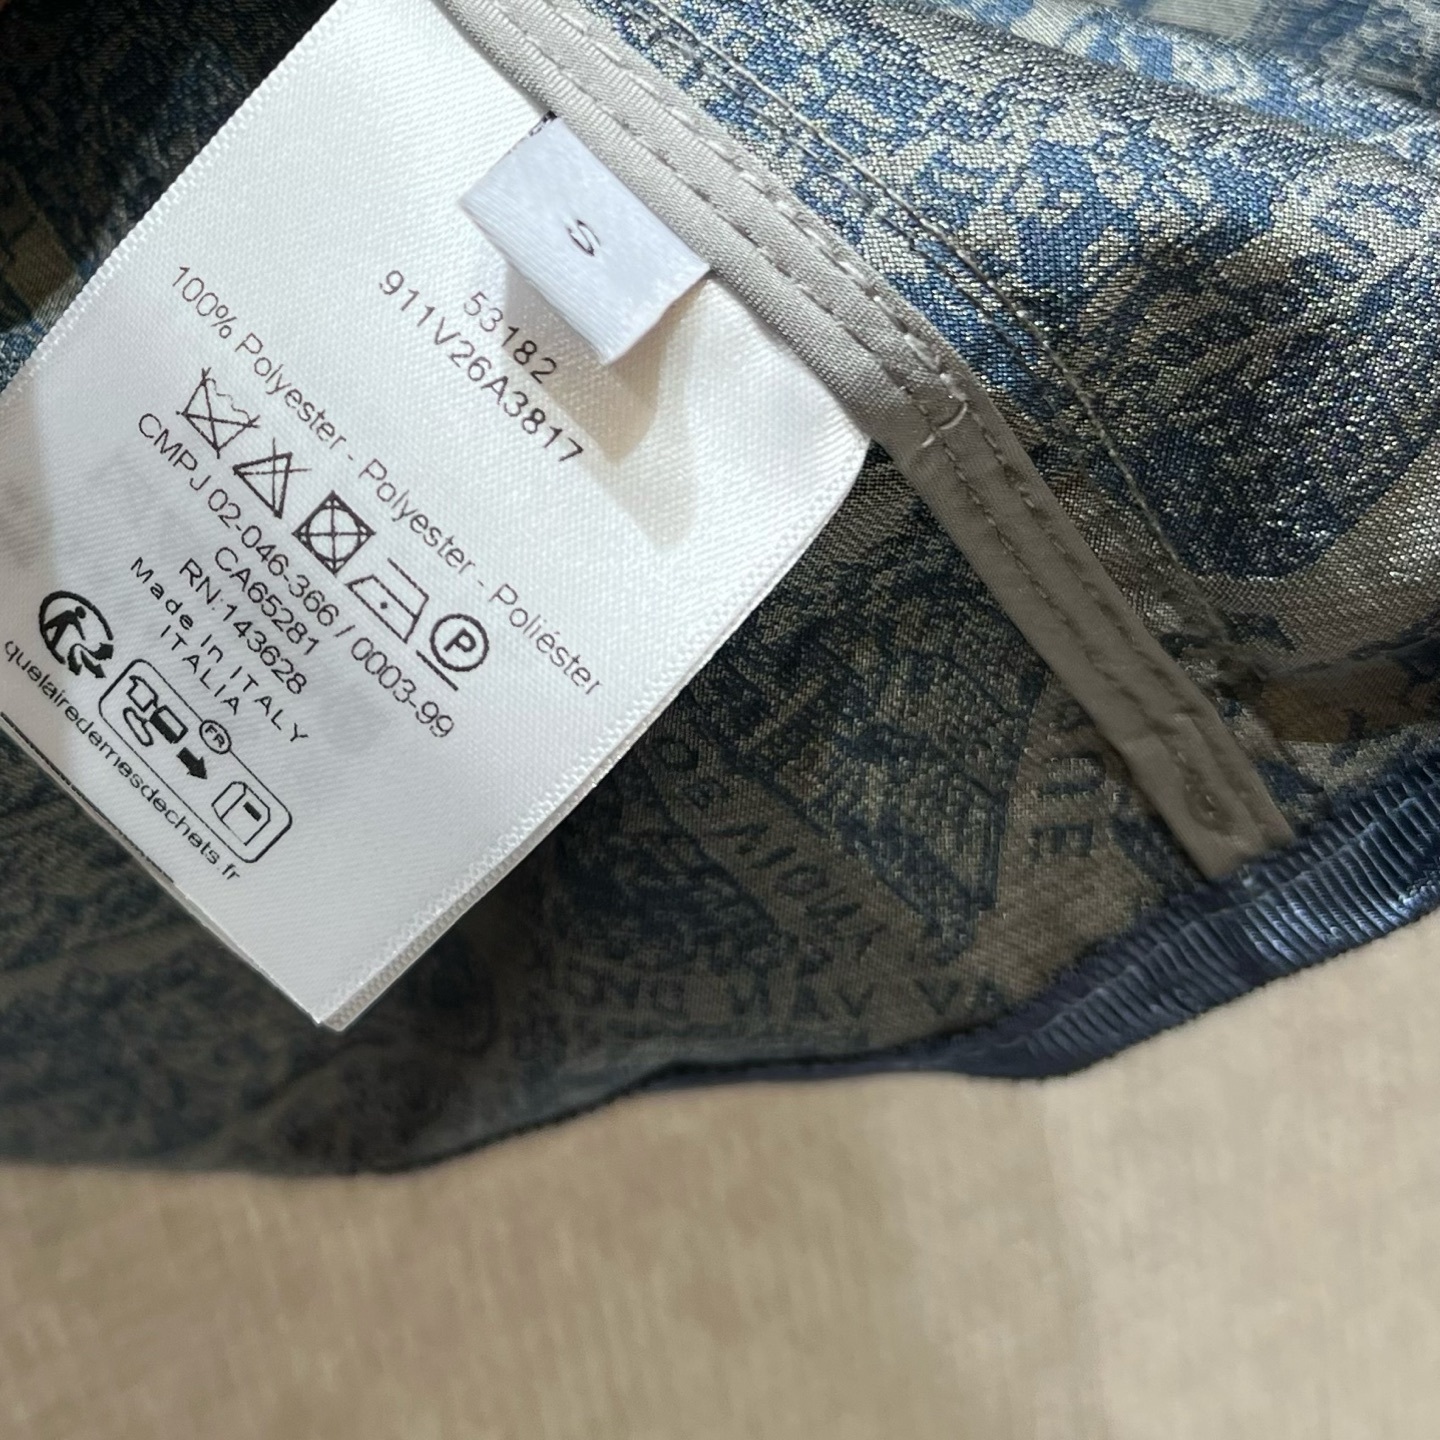 S
53182
911V26A3817
100% Polyester - Polyester - Poliéster
P
CMPJ 02-046-366 / 0003-99
CA65281
RN:143628
Made in ITALY
ITALIA
FR
quefairedemesdechets.fr